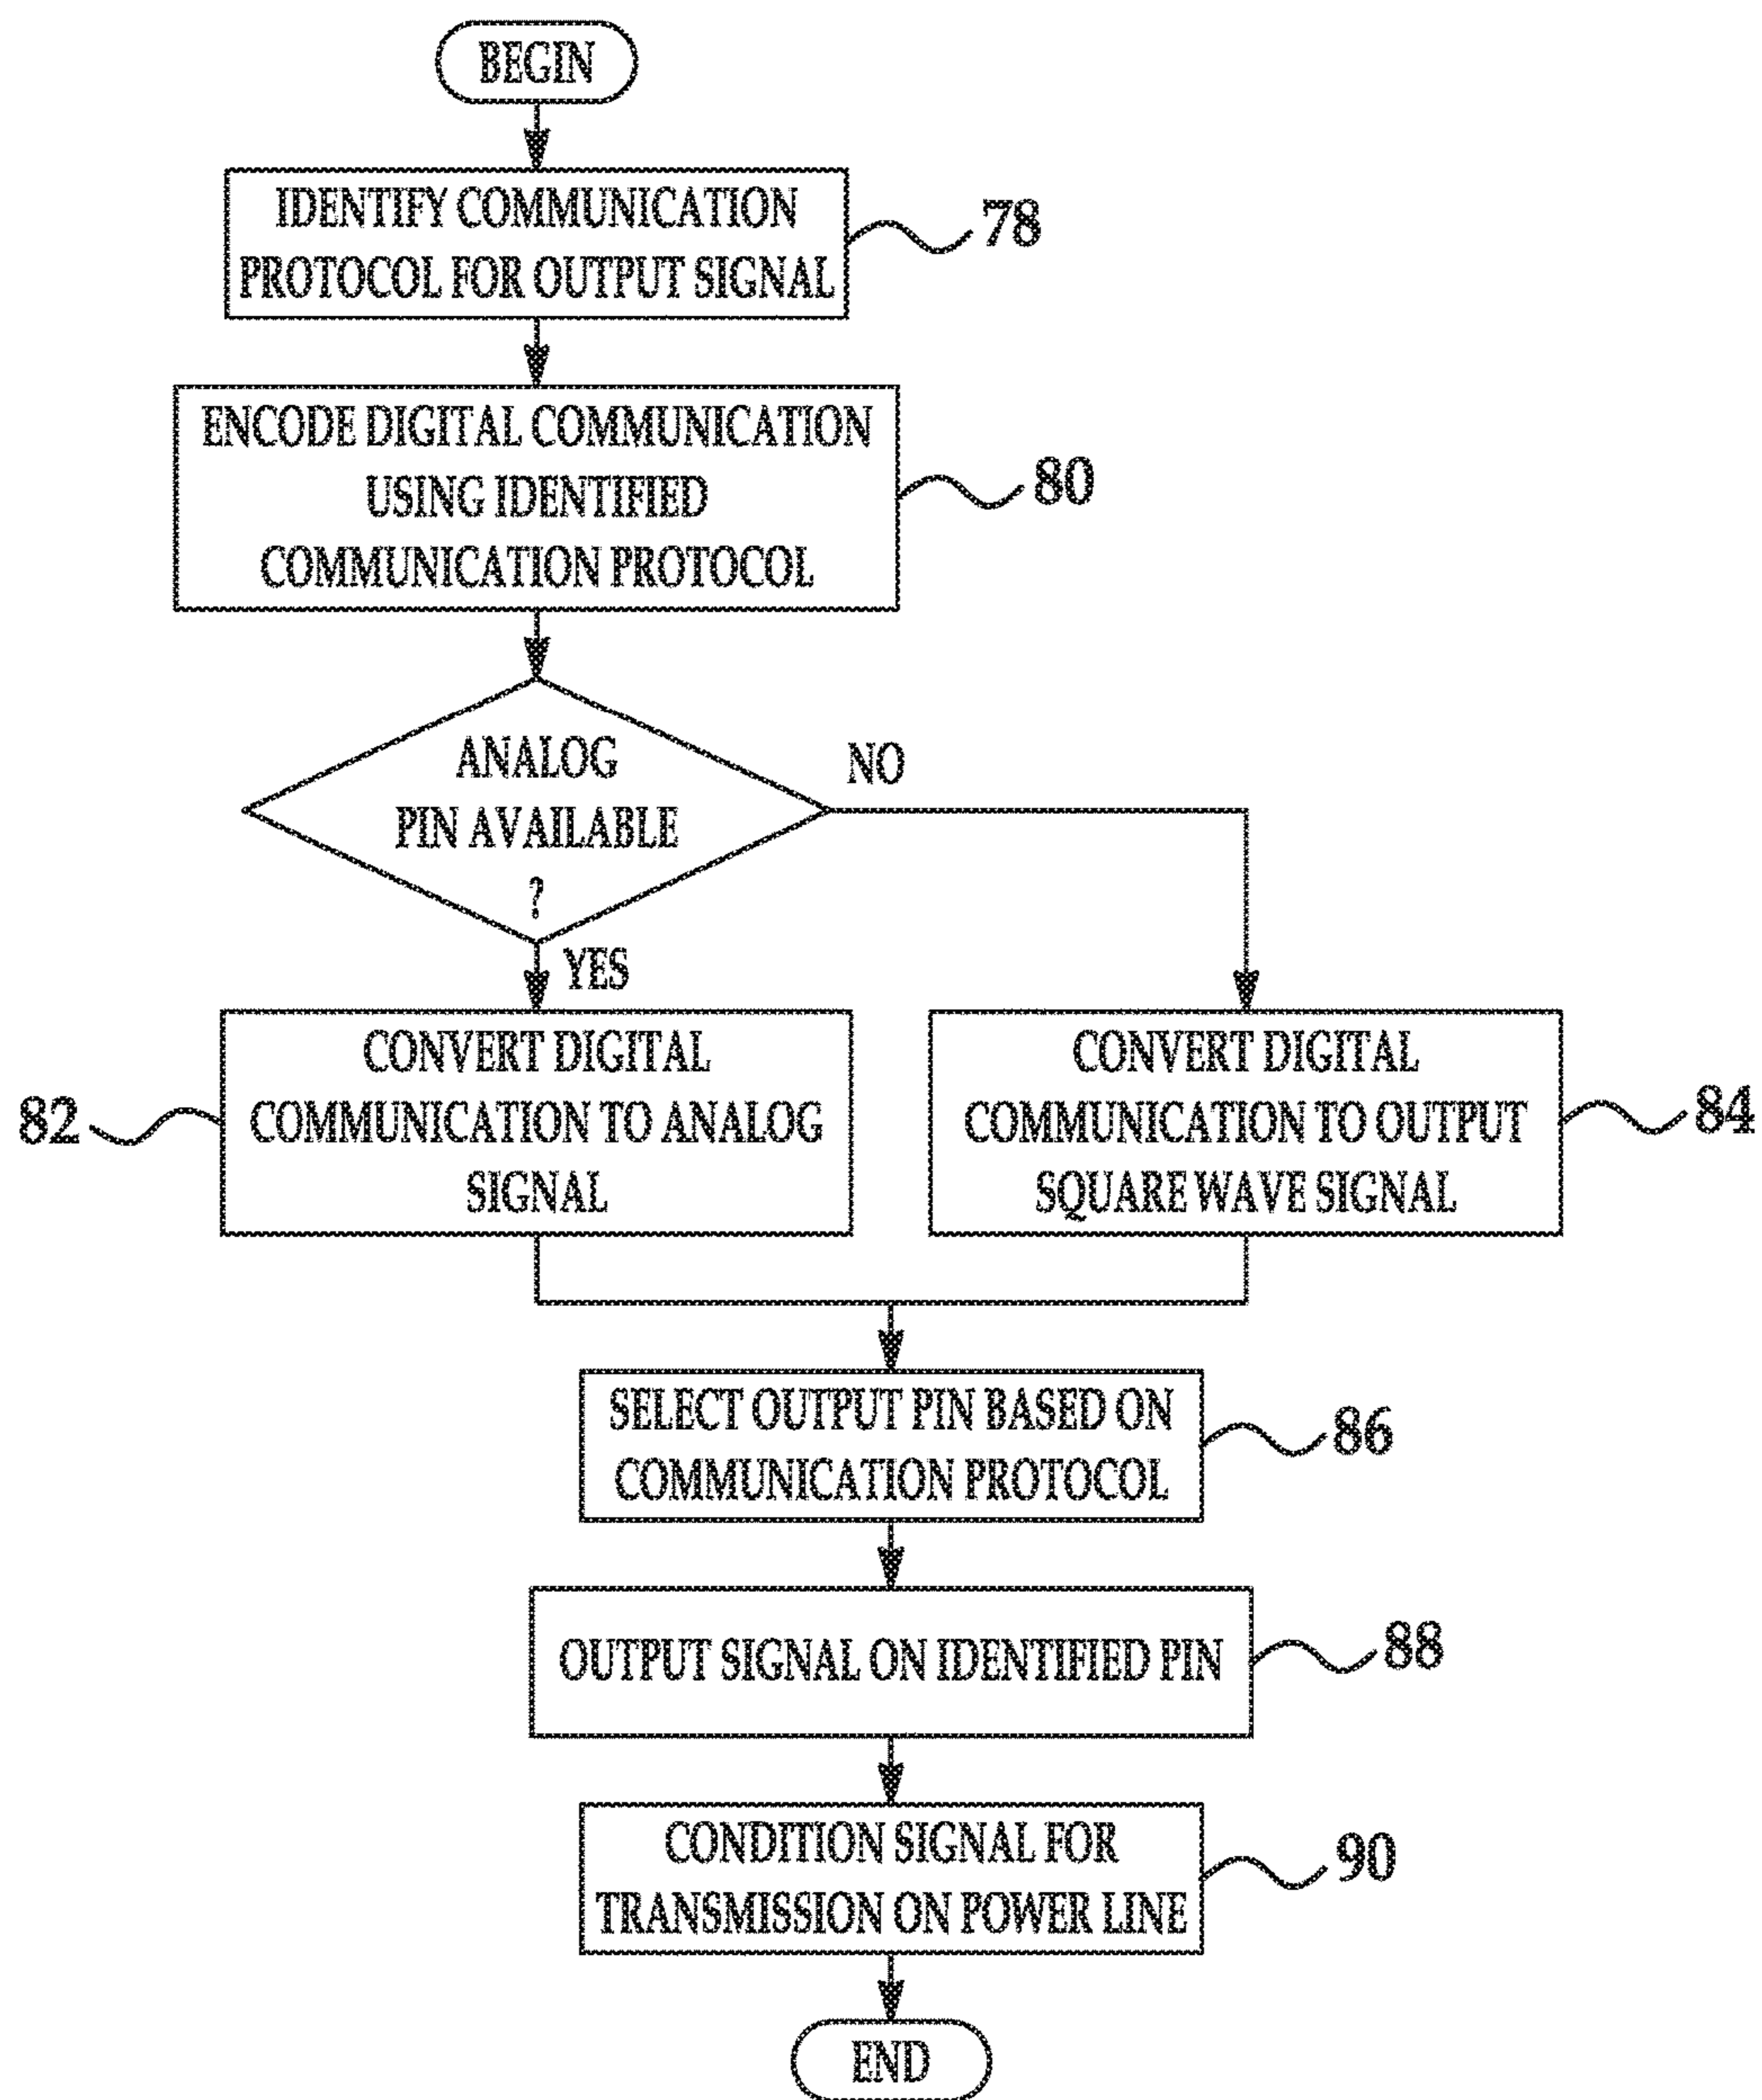 BEGIN
IDENTIFY COMMUNICATION
PROTOCOL FOR OUTPUT SIGNAL
78
ENCODE DIGITAL COMMUNICATION
USING IDENTIFIED
COMMUNICATION PROTOCOL
80
ANALOG
PIN AVAILABLE
?
NO
YES
CONVERT DIGITAL
COMMUNICATION TO ANALOG
SIGNAL
82
CONVERT DIGITAL
COMMUNICATION TO OUTPUT
SQUARE WAVE SIGNAL
84
SELECT OUTPUT PIN BASED ON
COMMUNICATION PROTOCOL
86
OUTPUT SIGNAL ON IDENTIFIED PIN
88
CONDITION SIGNAL FOR
TRANSMISSION ON POWER LINE
90
END